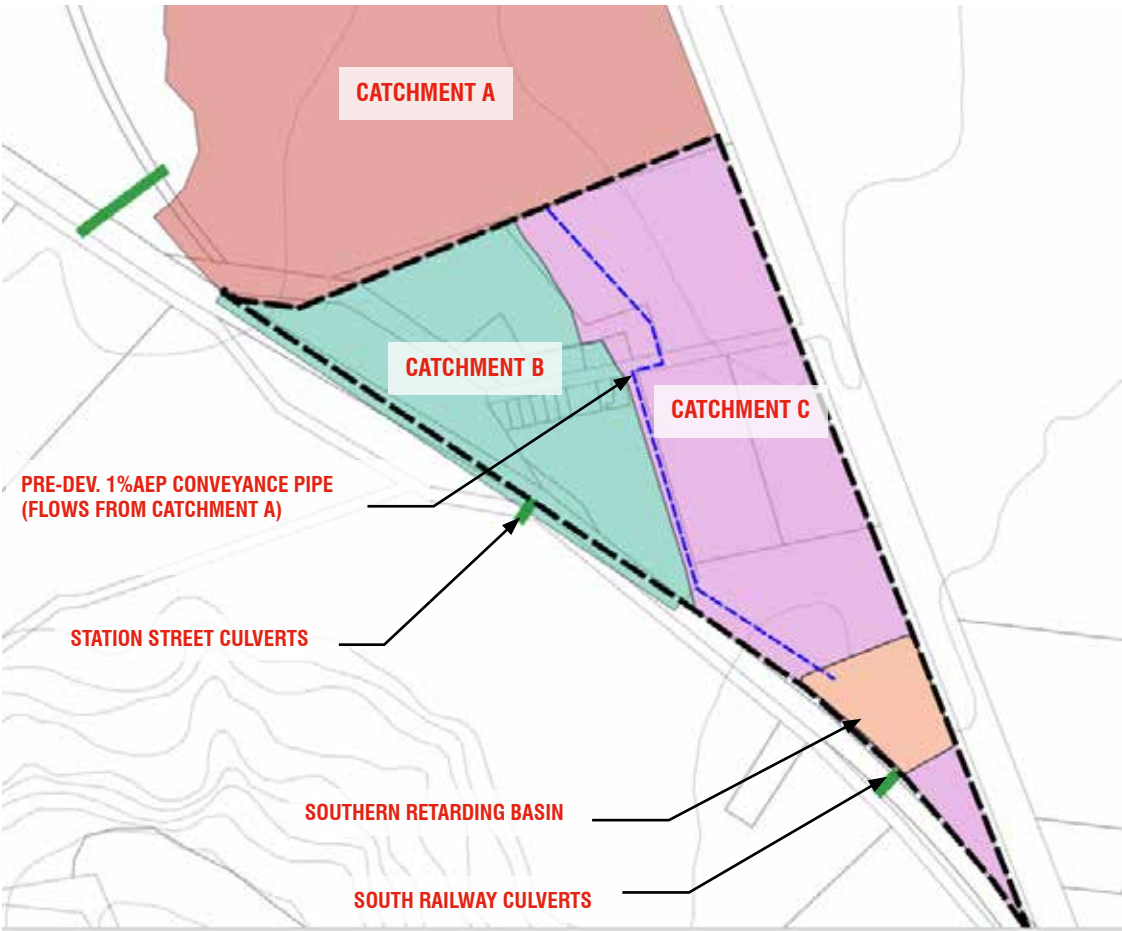 CATCHMENT A
CATCHMENT B
CATCHMENT C
PRE-DEV. 1%AEP CONVEYANCE PIPE
(FLOWS FROM CATCHMENT A)
STATION STREET CULVERTS
SOUTHERN RETARDING BASIN
SOUTH RAILWAY CULVERTS